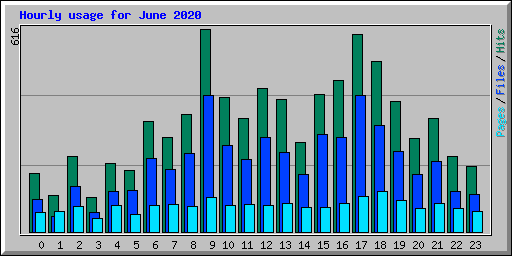 Hourly usage for June 2020
616
Pages / Files / Hits
0 1 2 3 4 5 6 7 8 9 10 11 12 13 14 15 16 17 18 19 20 21 22 23